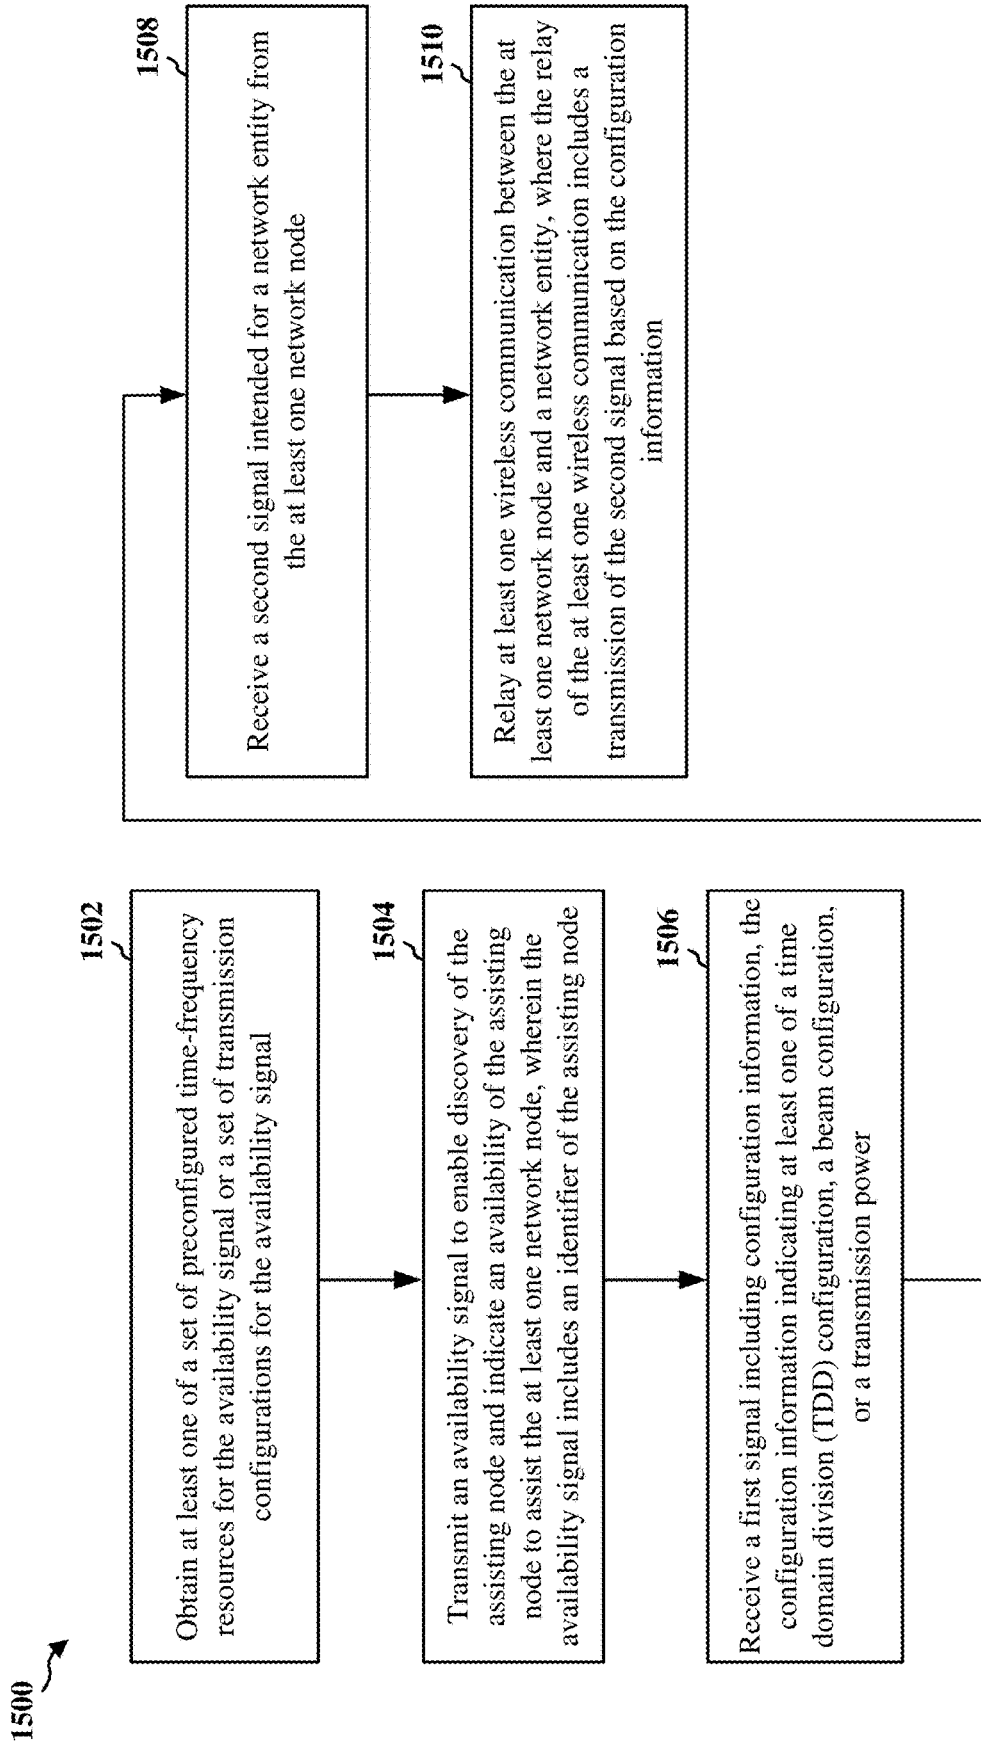 1500
1502
Obtain at least one of a set of preconfigured time-frequency
resources for the availability signal or a set of transmission
configurations for the availability signal
1504
Transmit an availability signal to enable discovery of the
assisting node and indicate an availability of the assisting
node to assist the at least one network node, wherein the
availability signal includes an identifier of the assisting node
1506
Receive a first signal including configuration information, the
configuration information indicating at least one of a time
domain division (TDD) configuration, a beam configuration,
or a transmission power
1508
Receive a second signal intended for a network entity from
the at least one network node
1510
Relay at least one wireless communication between the at
least one network node and a network entity, where the relay
of the at least one wireless communication includes a
transmission of the second signal based on the configuration
information